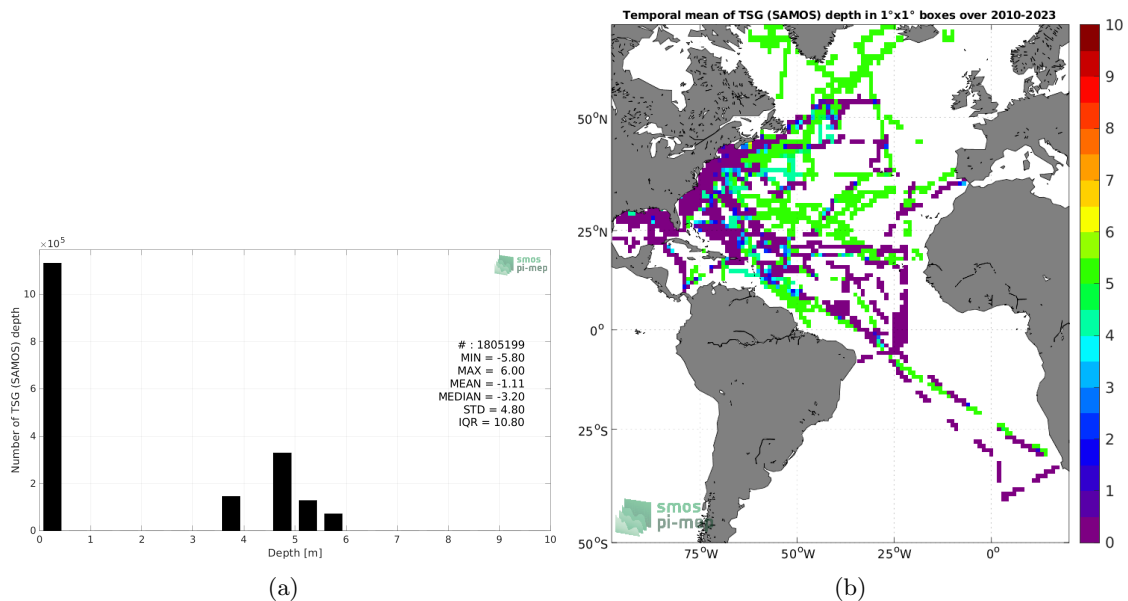 Temporal mean of TSG (SAMOS) depth in 1°x1° boxes over 2010-2023
×10⁵
10
8
6
4
2
0
Number of TSG (SAMOS) depth
0 1 2 3 4 5 6 7 8 9 10
Depth [m]
smos
pi-mep
# : 1805199
MIN = -5.80
MAX = 6.00
MEAN = -1.11
MEDIAN = -3.20
STD = 4.80
IQR = 10.80
(a)
50°N
25°N
0°
25°S
50°S
75°W 50°W 25°W 0°
smos
pi-mep
10
9
8
7
6
5
4
3
2
1
0
(b)